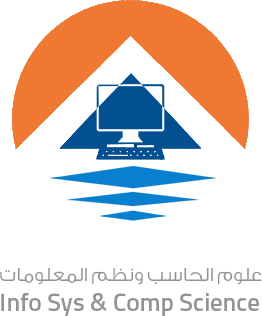 علوم الحاسب ونظم المعلومات
Info Sys & Comp Science